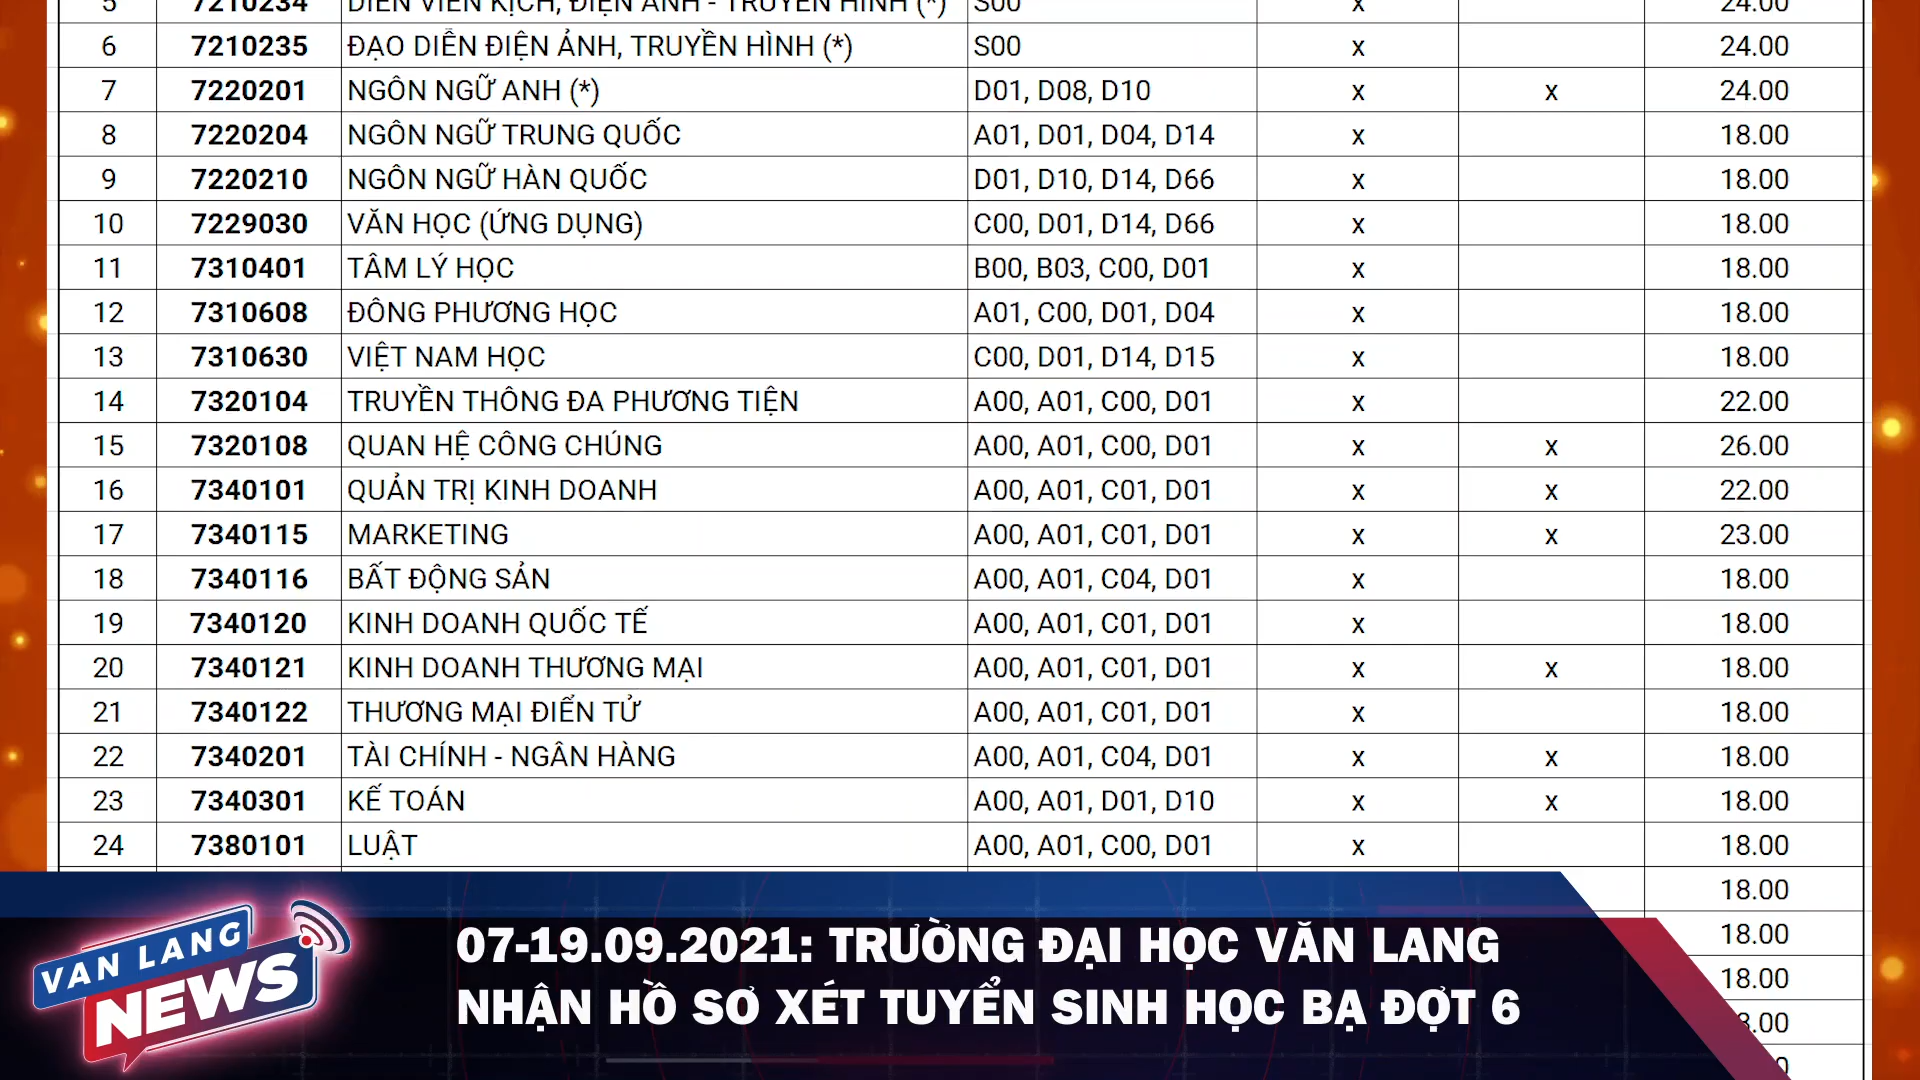 5 7210234 DIỄN VIÊN KỊCH, ĐIỆN ẢNH - TRUYỀN HÌNH (*) S00 x 24.00
6 7210235 ĐẠO DIỄN ĐIỆN ẢNH, TRUYỀN HÌNH (*) S00 x 24.00
7 7220201 NGÔN NGỮ ANH (*) D01, D08, D10 x x 24.00
8 7220204 NGÔN NGỮ TRUNG QUỐC A01, D01, D04, D14 x 18.00
9 7220210 NGÔN NGỮ HÀN QUỐC D01, D10, D14, D66 x 18.00
10 7229030 VĂN HỌC (ỨNG DỤNG) C00, D01, D14, D66 x 18.00
11 7310401 TÂM LÝ HỌC B00, B03, C00, D01 x 18.00
12 7310608 ĐÔNG PHƯƠNG HỌC A01, C00, D01, D04 x 18.00
13 7310630 VIỆT NAM HỌC C00, D01, D14, D15 x 18.00
14 7320104 TRUYỀN THÔNG ĐA PHƯƠNG TIỆN A00, A01, C00, D01 x 22.00
15 7320108 QUAN HỆ CÔNG CHÚNG A00, A01, C00, D01 x x 26.00
16 7340101 QUẢN TRỊ KINH DOANH A00, A01, C01, D01 x x 22.00
17 7340115 MARKETING A00, A01, C01, D01 x x 23.00
18 7340116 BẤT ĐỘNG SẢN A00, A01, C04, D01 x 18.00
19 7340120 KINH DOANH QUỐC TẾ A00, A01, C01, D01 x 18.00
20 7340121 KINH DOANH THƯƠNG MẠI A00, A01, C01, D01 x x 18.00
21 7340122 THƯƠNG MẠI ĐIỂN TỬ A00, A01, C01, D01 x 18.00
22 7340201 TÀI CHÍNH - NGÂN HÀNG A00, A01, C04, D01 x x 18.00
23 7340301 KẾ TOÁN A00, A01, D01, D10 x x 18.00
24 7380101 LUẬT A00, A01, C00, D01 x 18.00
18.00
18.00
18.00
VAN LANG
NEWS
07-19.09.2021: TRƯỜNG ĐẠI HỌC VĂN LANG
NHẬN HỒ SƠ XÉT TUYỂN SINH HỌC BẠ ĐỢT 6